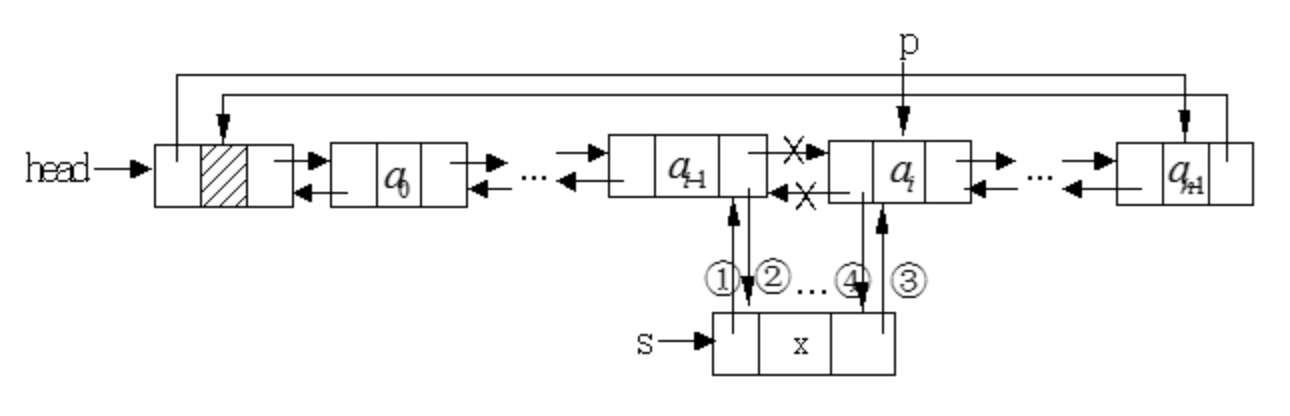 p
head a0 ... ai-1 ai ... an-1
① ② ... ④ ③
s x